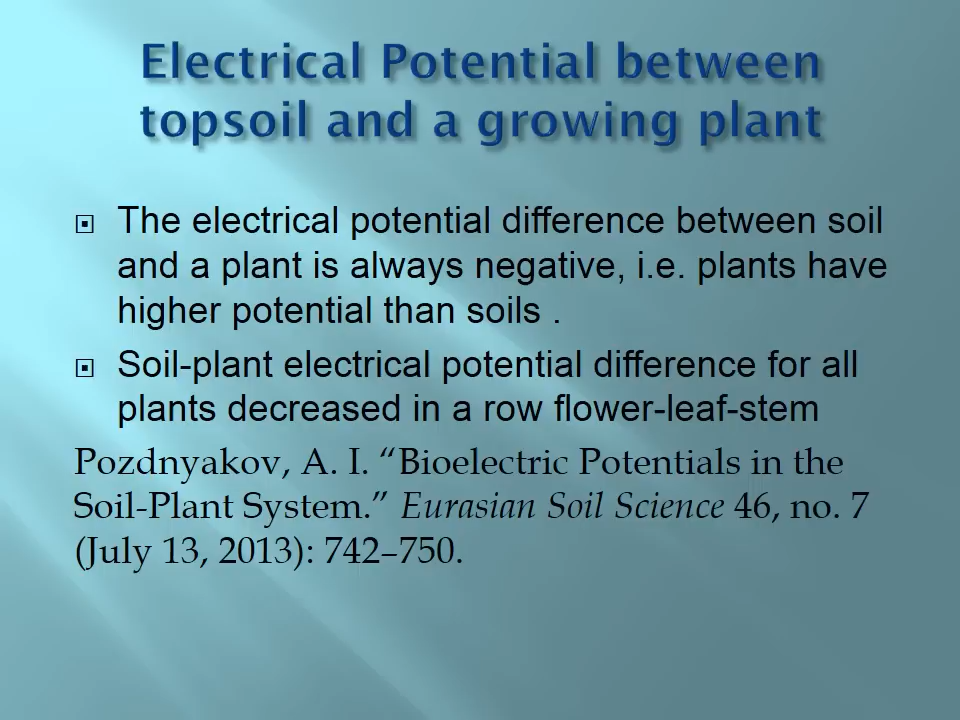 Electrical Potential between
topsoil and a growing plant
The electrical potential difference between soil
and a plant is always negative, i.e. plants have
higher potential than soils .
Soil-plant electrical potential difference for all
plants decreased in a row flower-leaf-stem
Pozdnyakov, A. I. “Bioelectric Potentials in the
Soil-Plant System.” Eurasian Soil Science 46, no. 7
(July 13, 2013): 742–750.